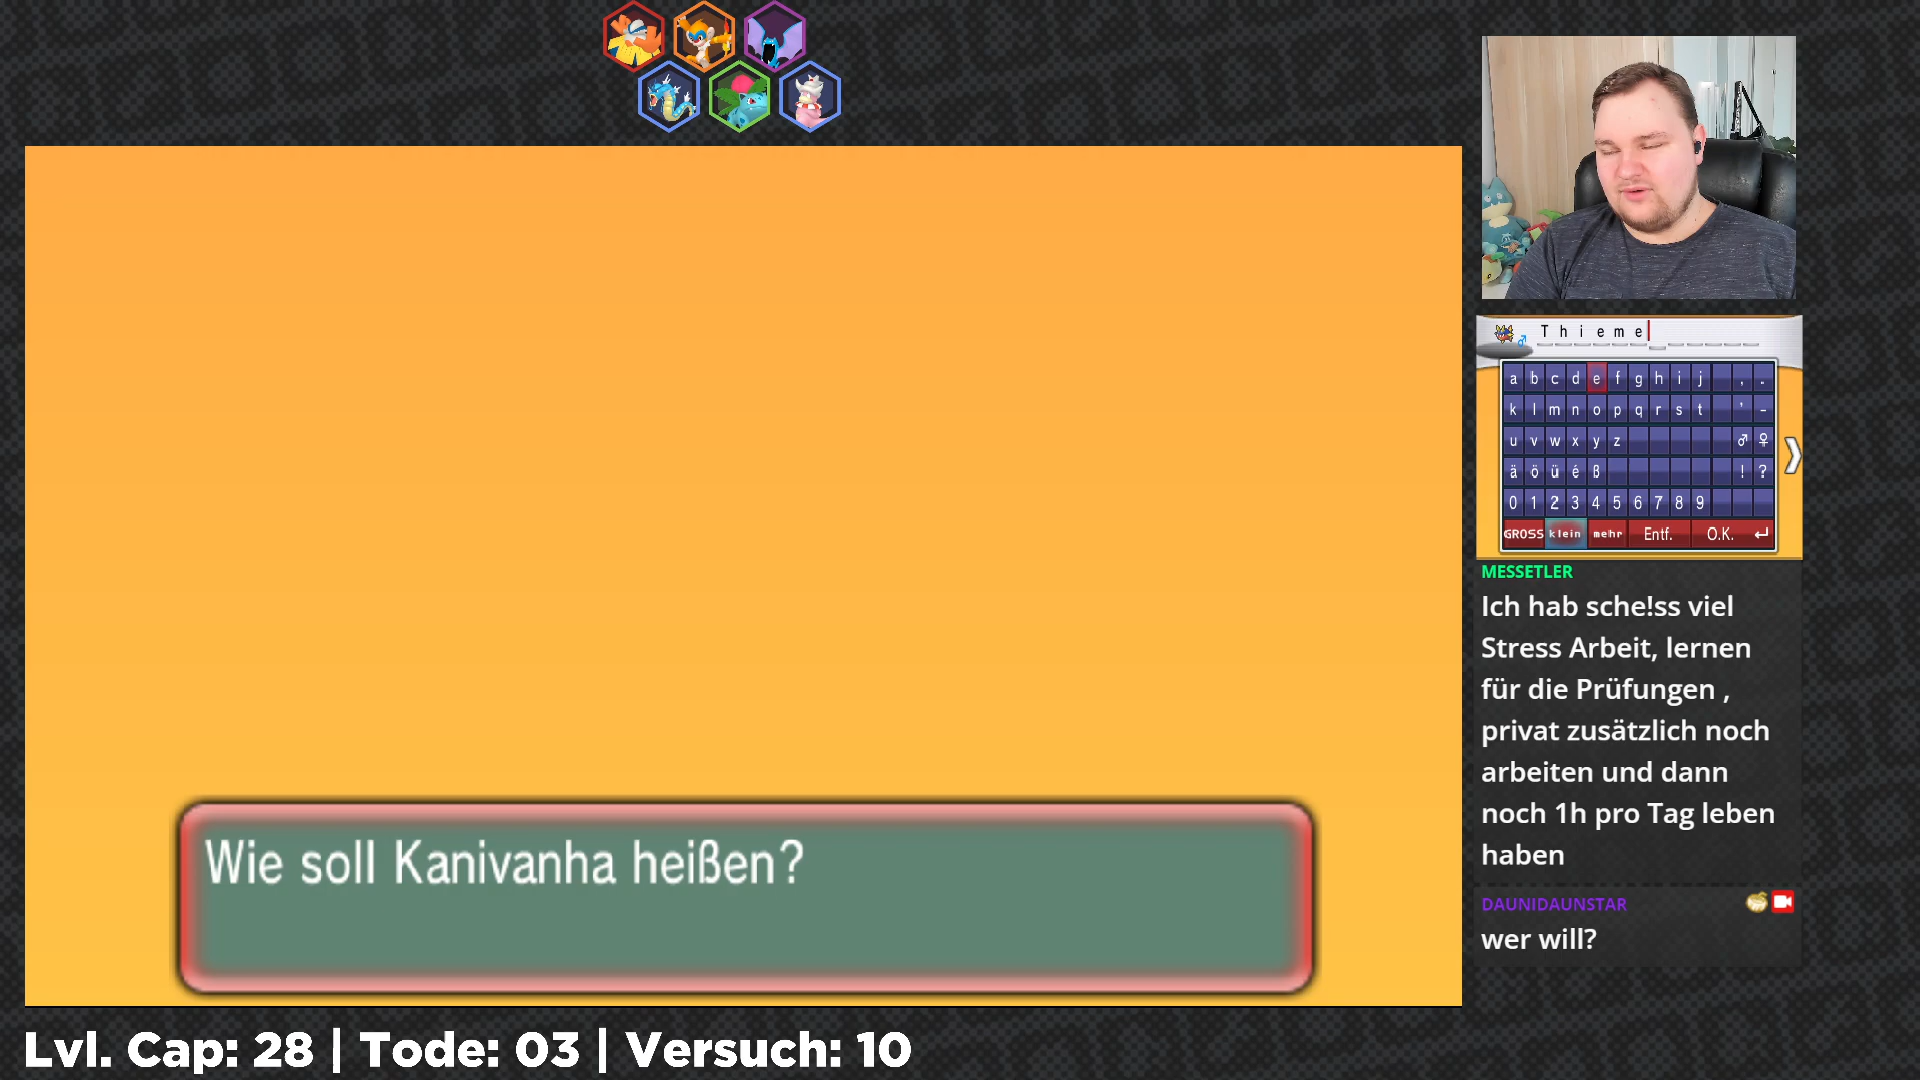 Thieme
a b c d e f g h i j , .
k l m n o p q r s t ' -
u v w x y z ♂ ♀
ä ö ü é ß ! ?
0 1 2 3 4 5 6 7 8 9
GROSS klein mehr Entf. O.K.
MESSETLER
Ich hab sche!ss viel
Stress Arbeit, lernen
für die Prüfungen ,
privat zusätzlich noch
arbeiten und dann
noch 1h pro Tag leben
haben
DAUNIDAUNSTAR
wer will?
Wie soll Kanivanha heißen?
Lvl. Cap: 28 | Tode: 03 | Versuch: 10